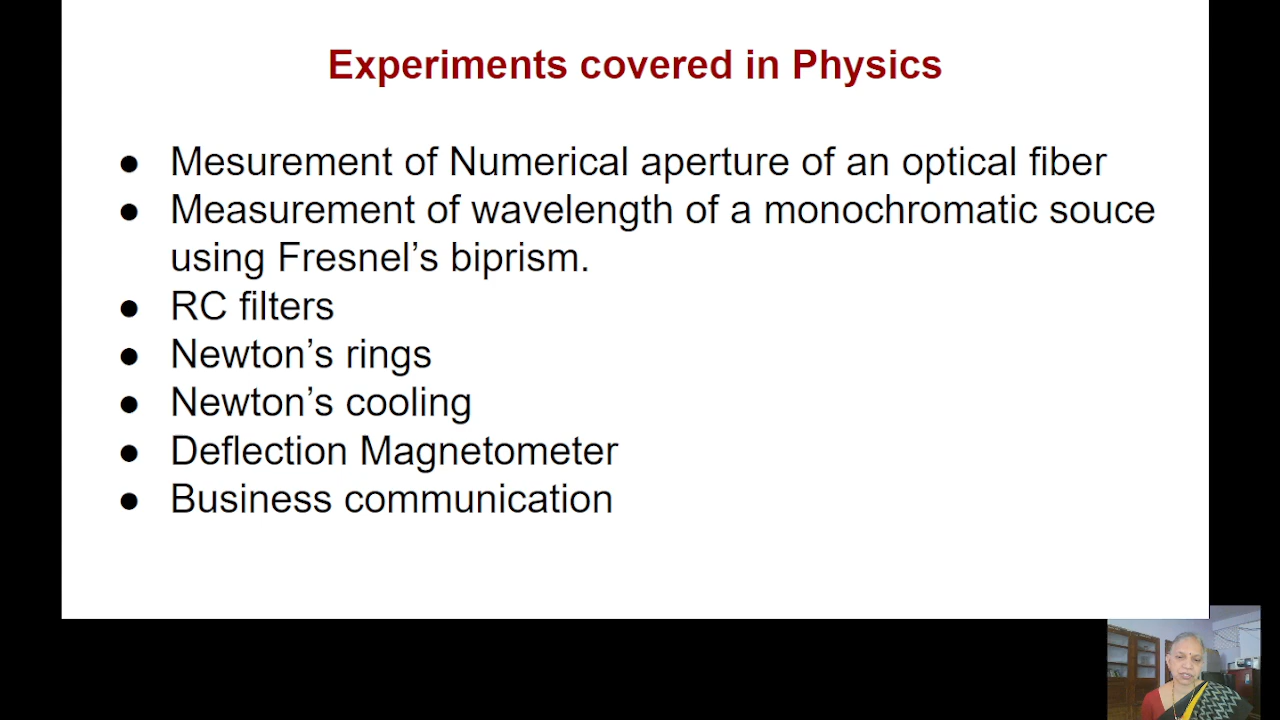 Experiments covered in Physics
● Mesurement of Numerical aperture of an optical fiber
● Measurement of wavelength of a monochromatic souce
using Fresnel’s biprism.
● RC filters
● Newton’s rings
● Newton’s cooling
● Deflection Magnetometer
● Business communication